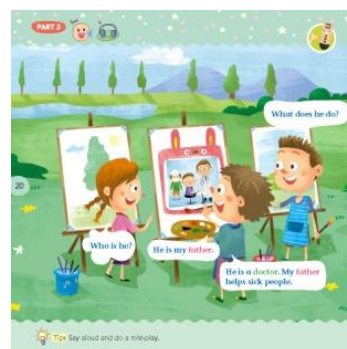 PART 2
What does he do?
20
Who is he?
He is my father.
He is a doctor. My father
helps sick people.
Tip: Say aloud and do a role-play.